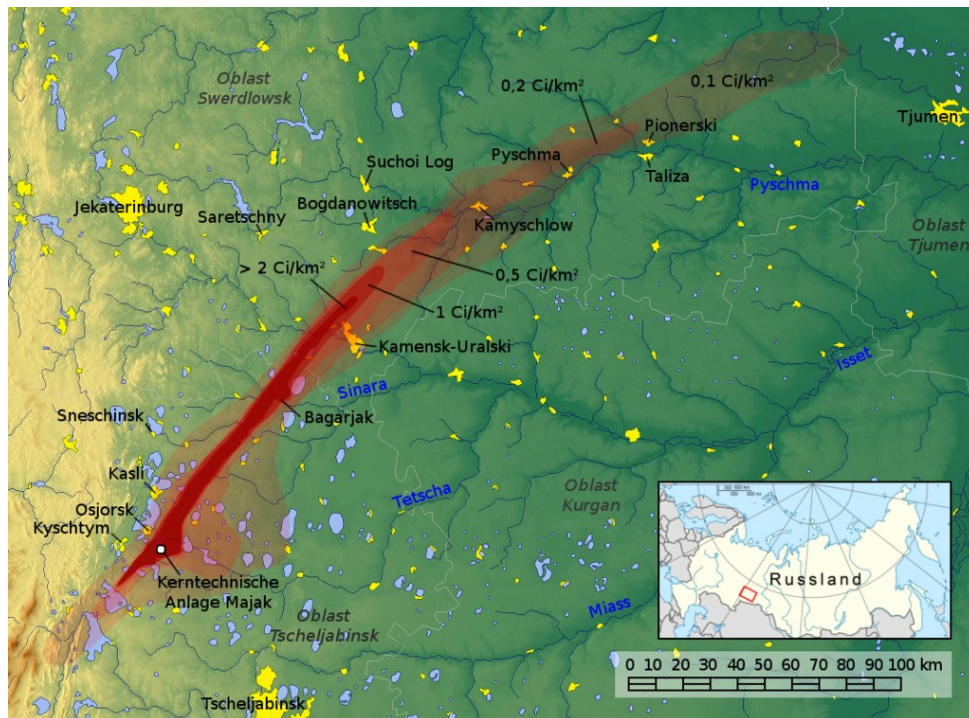 Oblast
Swerdlowsk
0,2 Ci/km²
0,1 Ci/km²
Tjumen
Pionerski
Pyschma
Suchoi Log
Taliza
Pyschma
Bogdanowitsch
Jekaterinburg
Saretschny
Kamyschlow
Oblast
Tjumen
> 2 Ci/km²
0,5 Ci/km²
1 Ci/km²
Kamensk-Uralski
Isset
Sinara
Sneschinsk
Bagarjak
Kasli
Tetscha
Oblast
Kurgan
Osjorsk
Kyschtym
Kerntechnische
Anlage Majak
Russland
Miass
Oblast
Tscheljabinsk
0 10 20 30 40 50 60 70 80 90 100 km
Tscheljabinsk